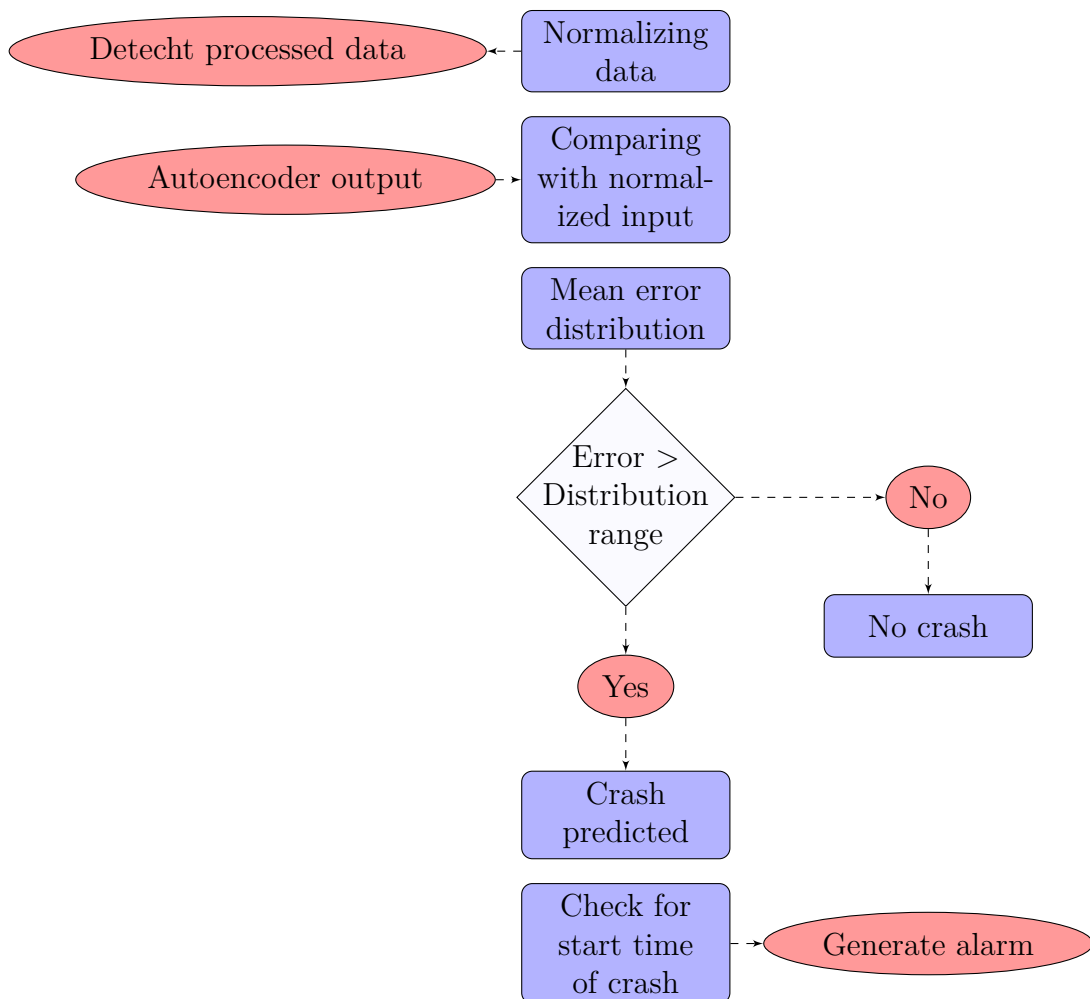 Detecht processed data
Normalizing
data
Autoencoder output
Comparing
with normal-
ized input
Mean error
distribution
Error >
Distribution
range
No
No crash
Yes
Crash
predicted
Check for
start time
of crash
Generate alarm